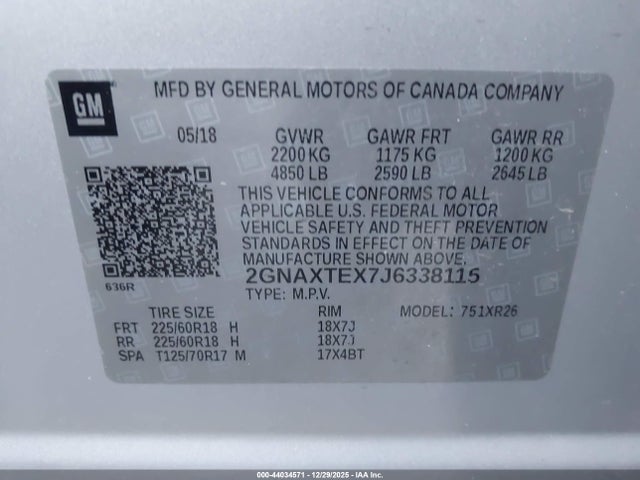 GM
MFD BY GENERAL MOTORS OF CANADA COMPANY
05/18 GVWR GAWR FRT GAWR RR
2200 KG 1175 KG 1200 KG
4850 LB 2590 LB 2645 LB
THIS VEHICLE CONFORMS TO ALL
APPLICABLE U.S. FEDERAL MOTOR
VEHICLE SAFETY AND THEFT PREVENTION
STANDARDS IN EFFECT ON THE DATE OF
MANUFACTURE SHOWN ABOVE.
2GNAXTEX7J6338115
636R
TYPE: M.P.V.
TIRE SIZE RIM MODEL: 751XR26
FRT 225/60R18 H 18X7J
RR 225/60R18 H 18X7J
SPA T125/70R17 M 17X4BT
000-44034571 - 12/29/2025 - IAA Inc.